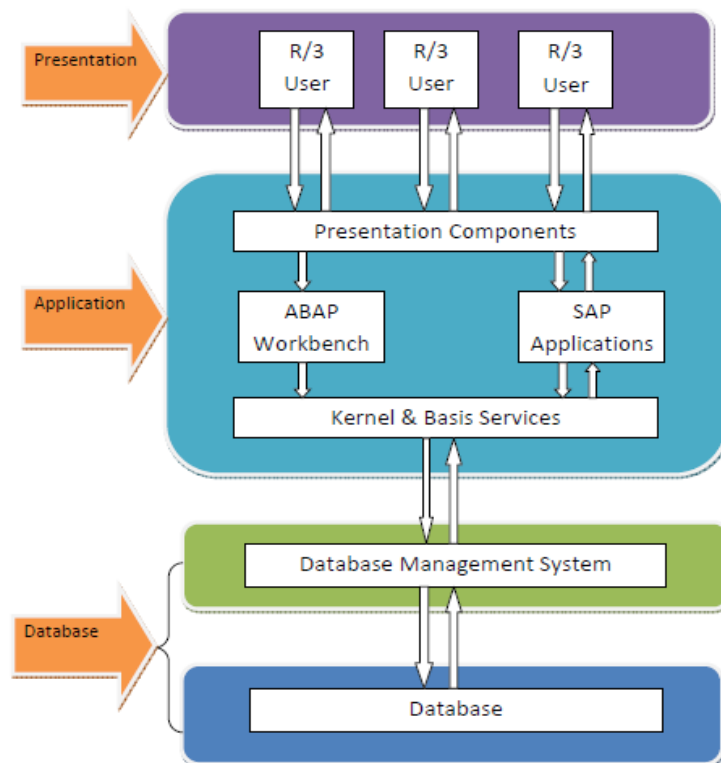 Presentation
R/3
User
R/3
User
R/3
User
Presentation Components
Application
ABAP
Workbench
SAP
Applications
Kernel & Basis Services
Database Management System
Database
Database